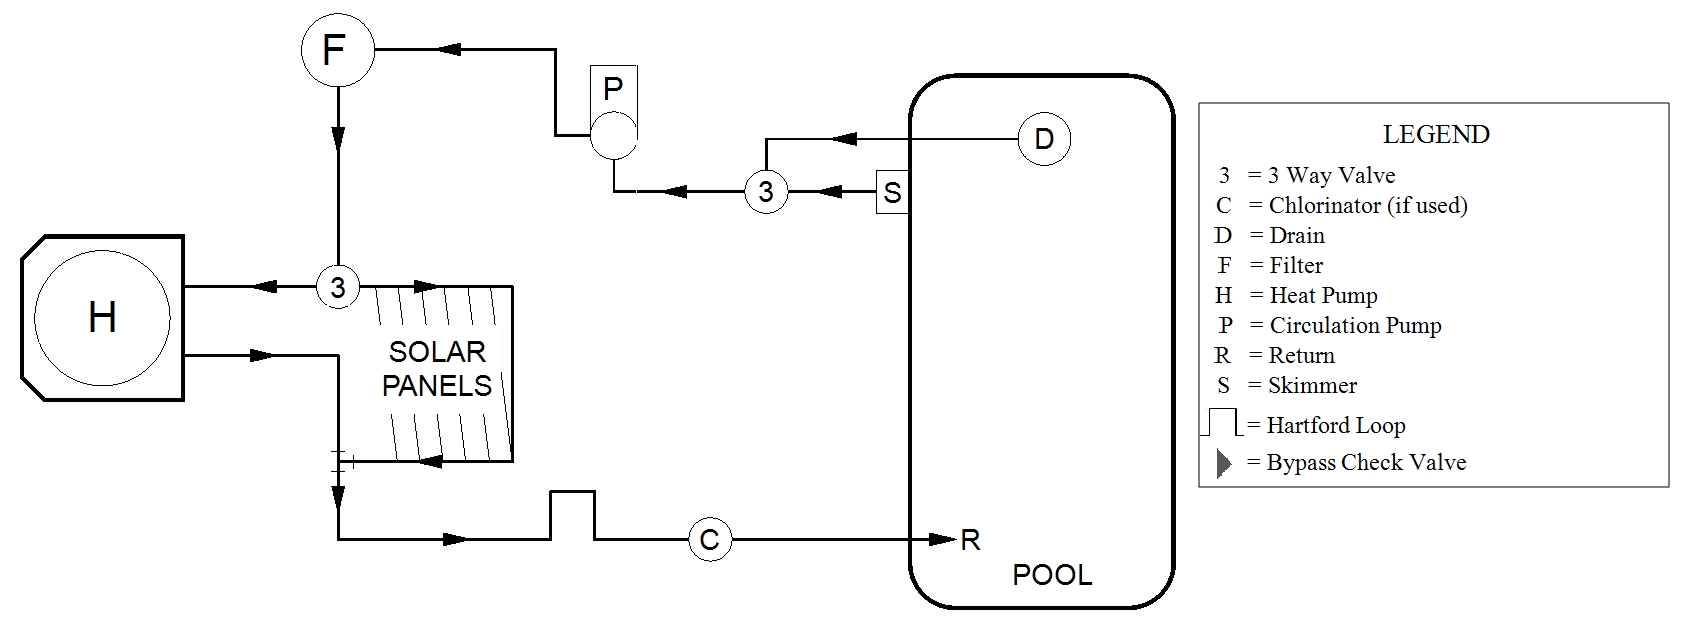 F
P
D
3
S
H
3
SOLAR
PANELS
C
R
POOL
LEGEND
3 = 3 Way Valve
C = Chlorinator (if used)
D = Drain
F = Filter
H = Heat Pump
P = Circulation Pump
R = Return
S = Skimmer
= Hartford Loop
= Bypass Check Valve